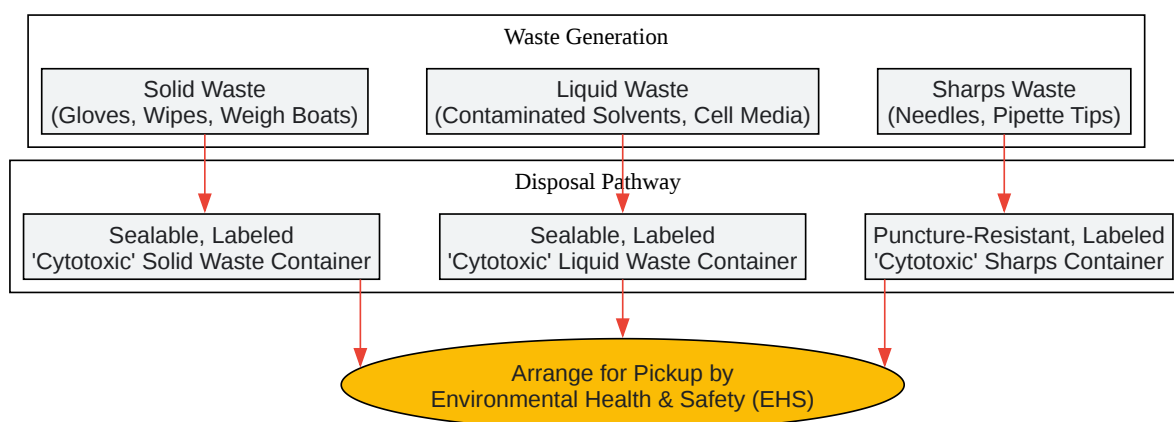 Waste Generation
Solid Waste
(Gloves, Wipes, Weigh Boats)
Liquid Waste
(Contaminated Solvents, Cell Media)
Sharps Waste
(Needles, Pipette Tips)
Disposal Pathway
Sealable, Labeled
'Cytotoxic' Solid Waste Container
Sealable, Labeled
'Cytotoxic' Liquid Waste Container
Puncture-Resistant, Labeled
'Cytotoxic' Sharps Container
Arrange for Pickup by
Environmental Health & Safety (EHS)